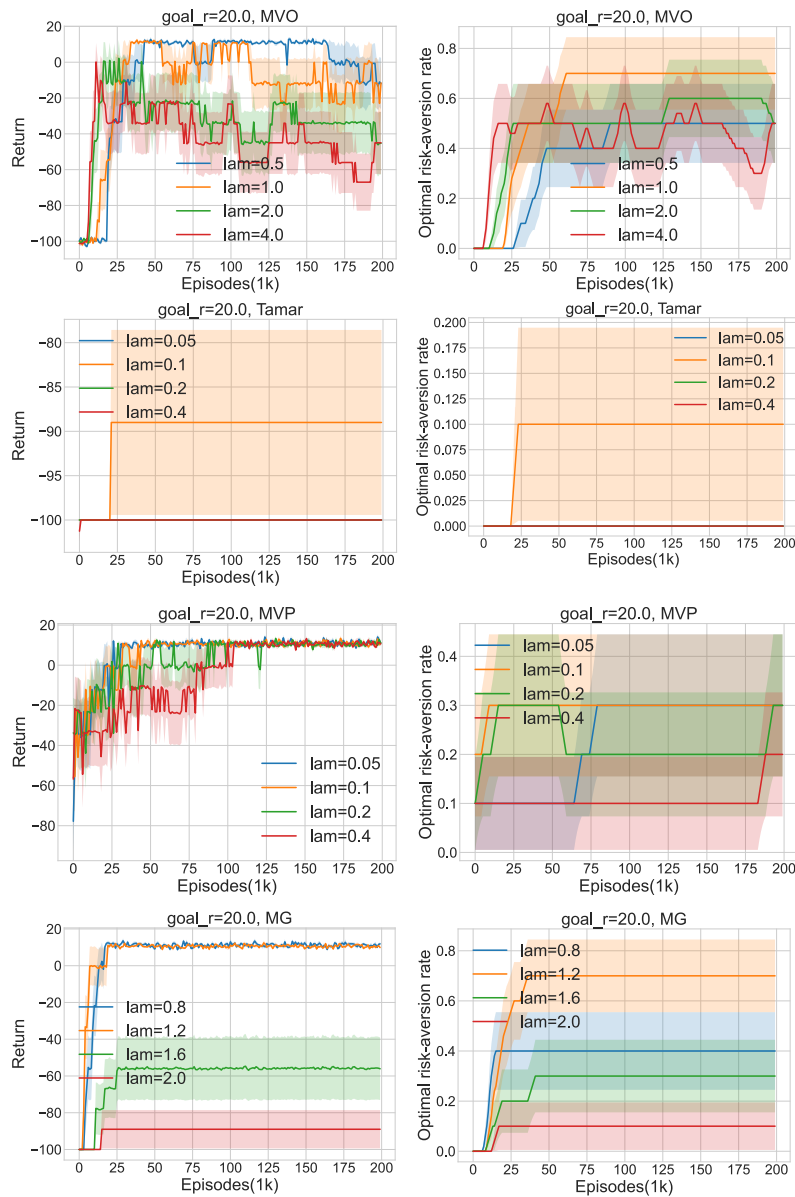 goal_r=20.0, MVO
20
0
−20
−40
−60
−80
−100
Return
lam=0.5
lam=1.0
lam=2.0
lam=4.0
0 25 50 75 100 125 150 175 200
Episodes(1k)
goal_r=20.0, MVO
0.8
0.6
0.4
0.2
0.0
Optimal risk-aversion rate
lam=0.5
lam=1.0
lam=2.0
lam=4.0
0 25 50 75 100 125 150 175 200
Episodes(1k)
goal_r=20.0, Tamar
−80
−85
−90
−95
−100
Return
lam=0.05
lam=0.1
lam=0.2
lam=0.4
0 25 50 75 100 125 150 175 200
Episodes(1k)
goal_r=20.0, Tamar
0.200
0.175
0.150
0.125
0.100
0.075
0.050
0.025
0.000
Optimal risk-aversion rate
lam=0.05
lam=0.1
lam=0.2
lam=0.4
0 25 50 75 100 125 150 175 200
Episodes(1k)
goal_r=20.0, MVP
20
0
−20
−40
−60
−80
Return
lam=0.05
lam=0.1
lam=0.2
lam=0.4
0 25 50 75 100 125 150 175 200
Episodes(1k)
goal_r=20.0, MVP
0.4
0.3
0.2
0.1
0.0
Optimal risk-aversion rate
lam=0.05
lam=0.1
lam=0.2
lam=0.4
0 25 50 75 100 125 150 175 200
Episodes(1k)
goal_r=20.0, MG
20
0
−20
−40
−60
−80
−100
Return
lam=0.8
lam=1.2
lam=1.6
lam=2.0
0 25 50 75 100 125 150 175 200
Episodes(1k)
goal_r=20.0, MG
0.8
0.6
0.4
0.2
0.0
Optimal risk-aversion rate
lam=0.8
lam=1.2
lam=1.6
lam=2.0
0 25 50 75 100 125 150 175 200
Episodes(1k)